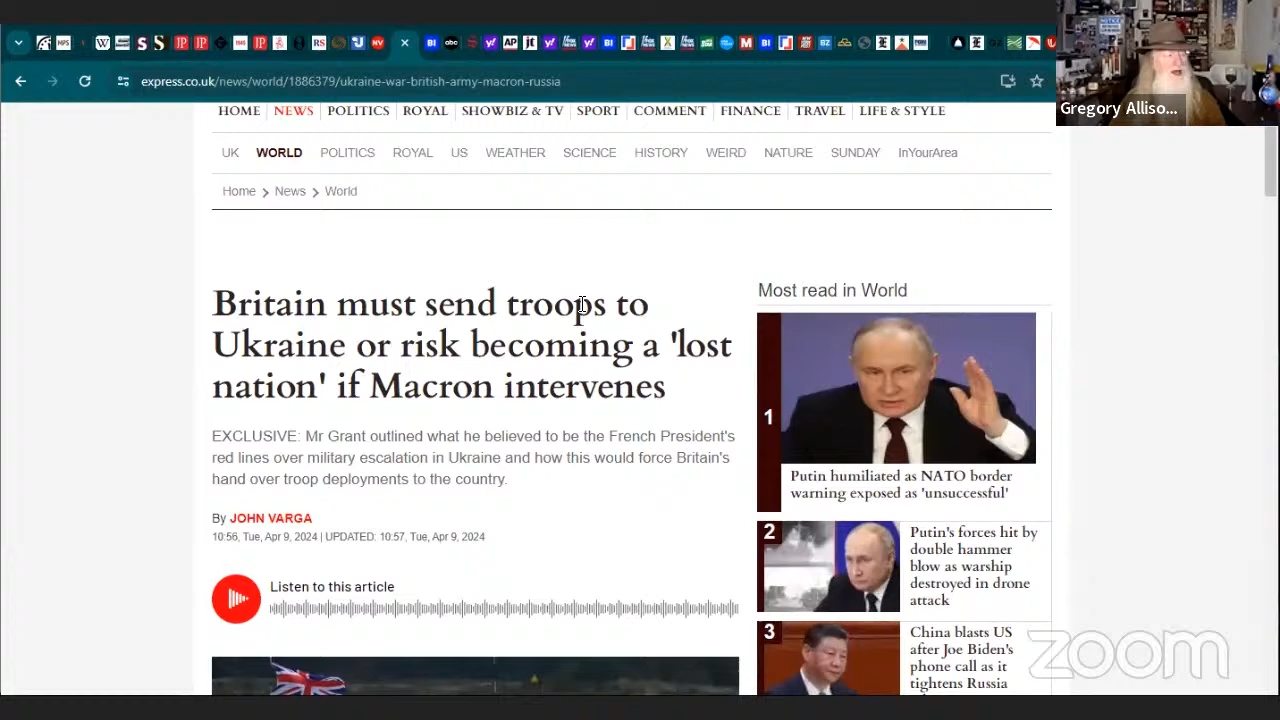 express.co.uk/news/world/1886379/ukraine-war-british-army-macron-russia
Gregory Alliso...
HOME NEWS POLITICS ROYAL SHOWBIZ & TV SPORT COMMENT FINANCE TRAVEL LIFE & STYLE
UK WORLD POLITICS ROYAL US WEATHER SCIENCE HISTORY WEIRD NATURE SUNDAY InYourArea
Home > News > World
Britain must send troops to
Ukraine or risk becoming a 'lost
nation' if Macron intervenes
EXCLUSIVE: Mr Grant outlined what he believed to be the French President's
red lines over military escalation in Ukraine and how this would force Britain's
hand over troop deployments to the country.
By JOHN VARGA
10:56, Tue, Apr 9, 2024 | UPDATED: 10:57, Tue, Apr 9, 2024
Listen to this article
Most read in World
1
Putin humiliated as NATO border
warning exposed as 'unsuccessful'
2
Putin's forces hit by
double hammer
blow as warship
destroyed in drone
attack
3
China blasts US
after Joe Biden's
phone call as it
tightens Russia
zoom